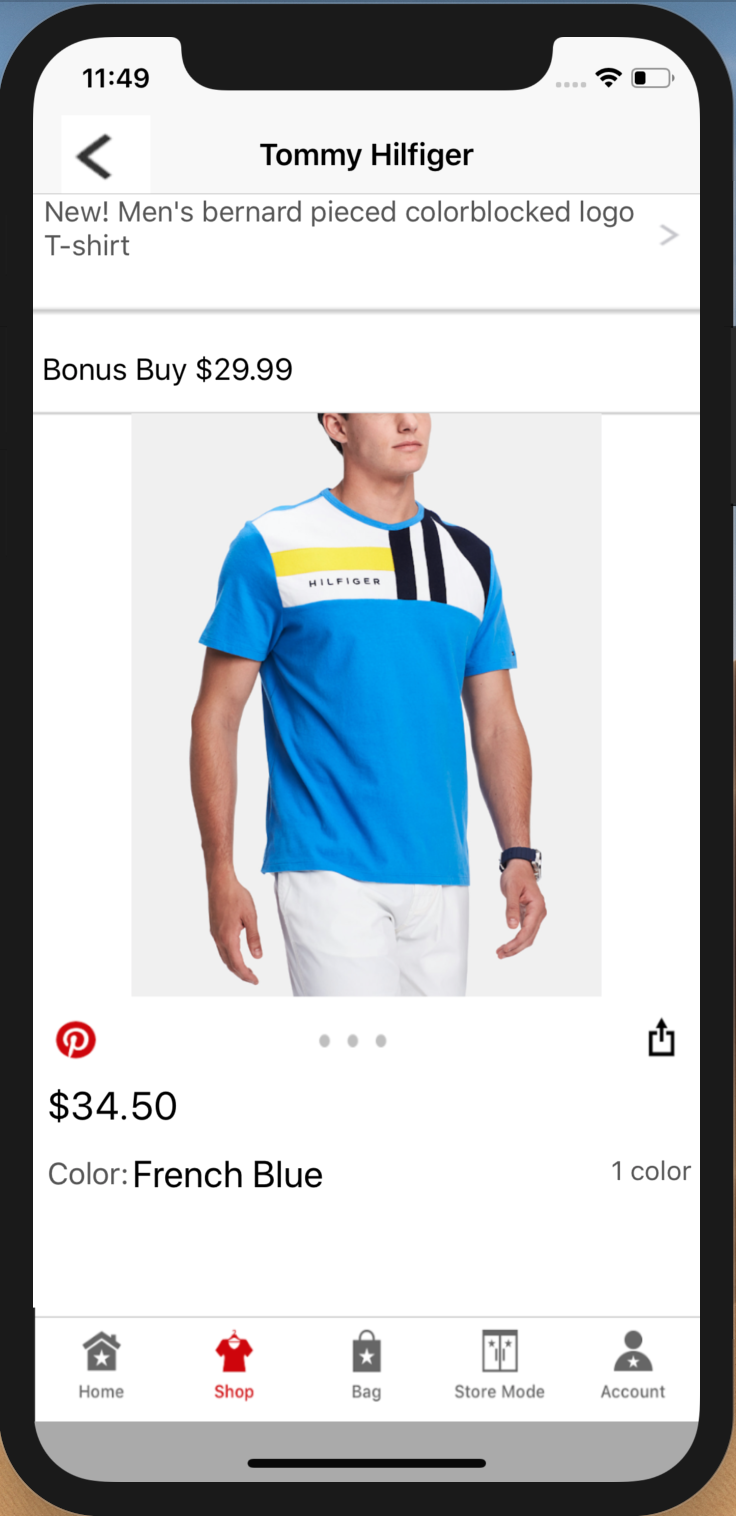 11:49
Tommy Hilfiger
New! Men's bernard pieced colorblocked logo
T-shirt
Bonus Buy $29.99
HILFIGER
$34.50
Color: French Blue
1 color
Home
Shop
Bag
Store Mode
Account